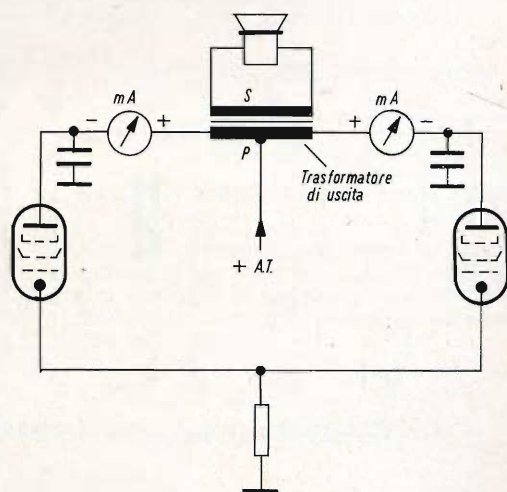 S
mA
mA
- +
+ -
P
Trasformatore
di uscita
+ A.T.